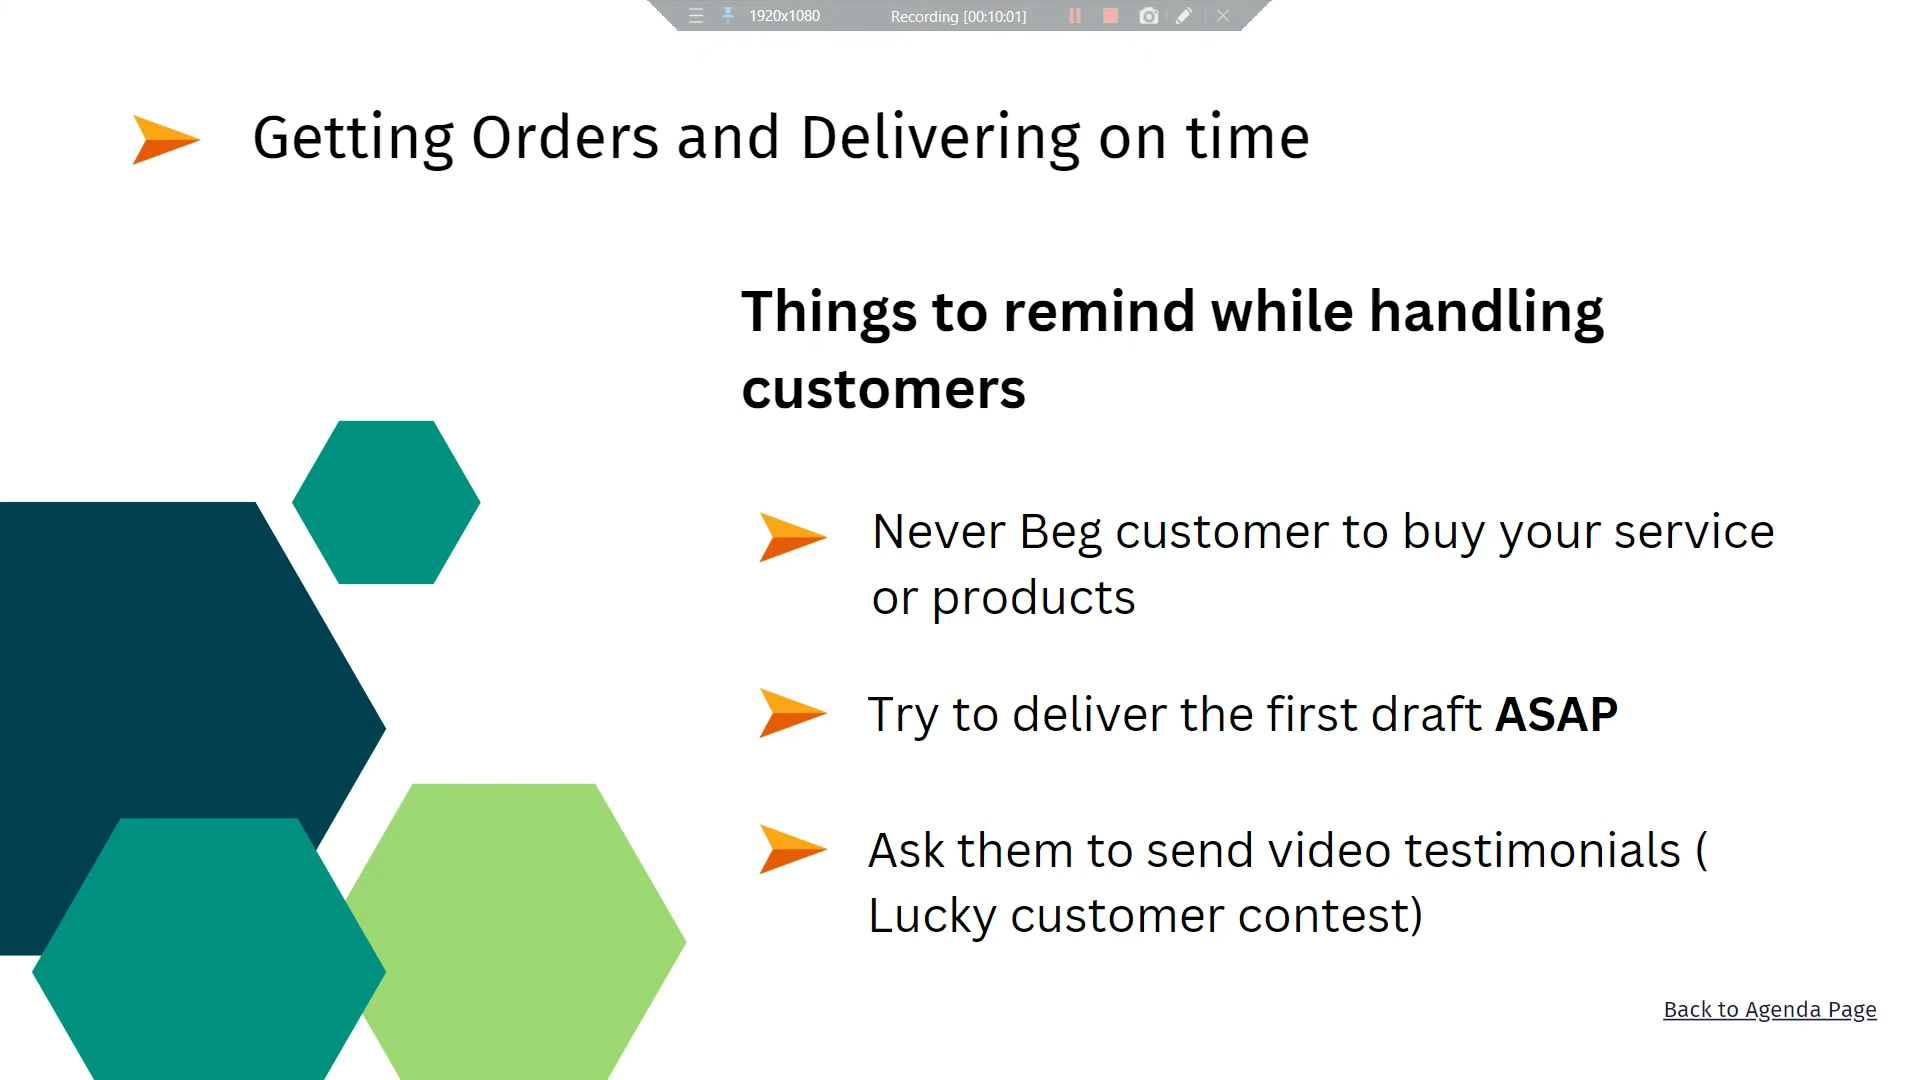 1920x1080 Recording [00:10:01]
Getting Orders and Delivering on time
Things to remind while handling
customers
Never Beg customer to buy your service
or products
Try to deliver the first draft ASAP
Ask them to send video testimonials (
Lucky customer contest)
Back to Agenda Page